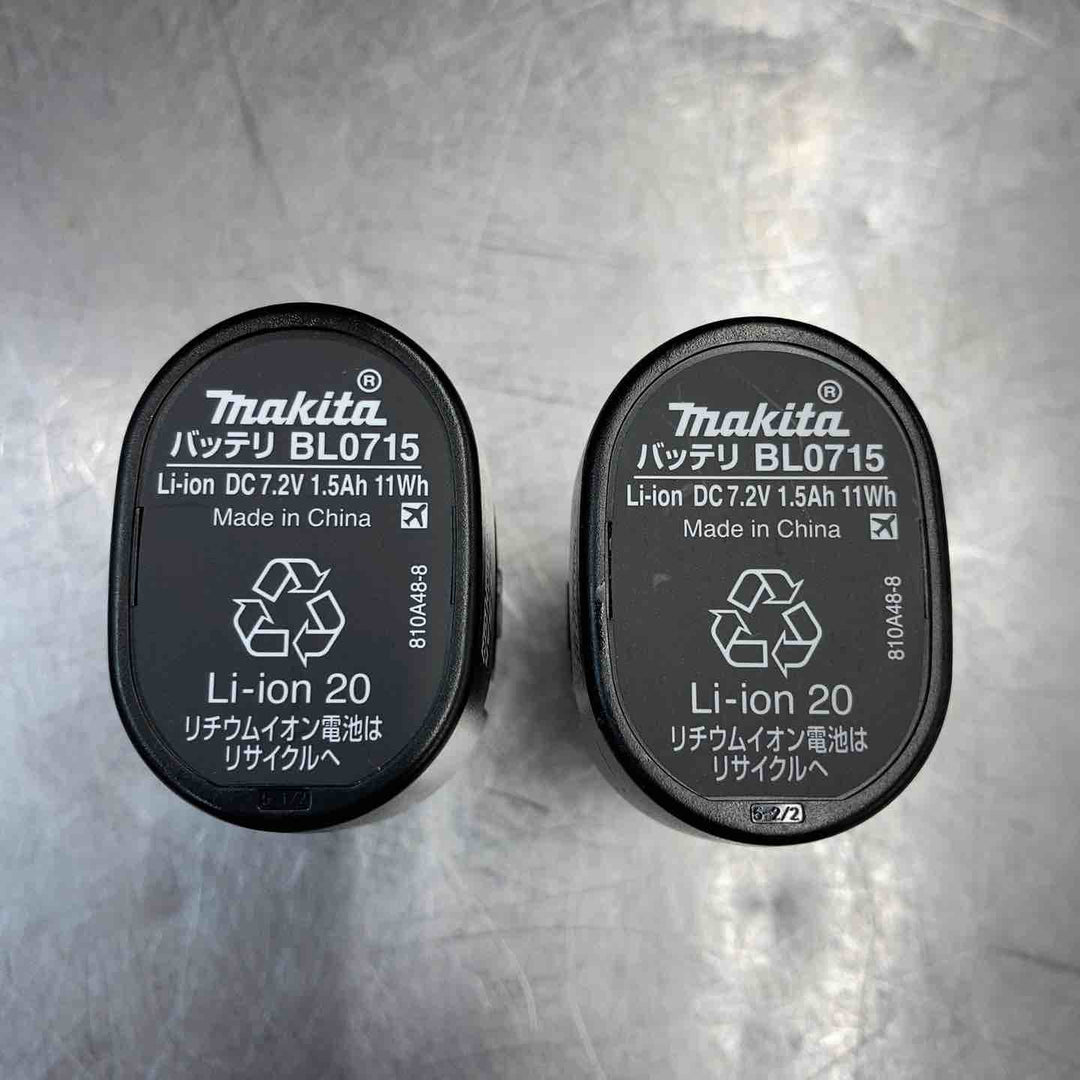 makita®
バッテリ BL0715
Li-ion DC 7.2V 1.5Ah 11Wh
Made in China
810A48-8
Li-ion 20
リチウムイオン電池は
リサイクルへ
makita®
バッテリ BL0715
Li-ion DC 7.2V 1.5Ah 11Wh
Made in China
810A48-8
Li-ion 20
リチウムイオン電池は
リサイクルへ
6-2/2